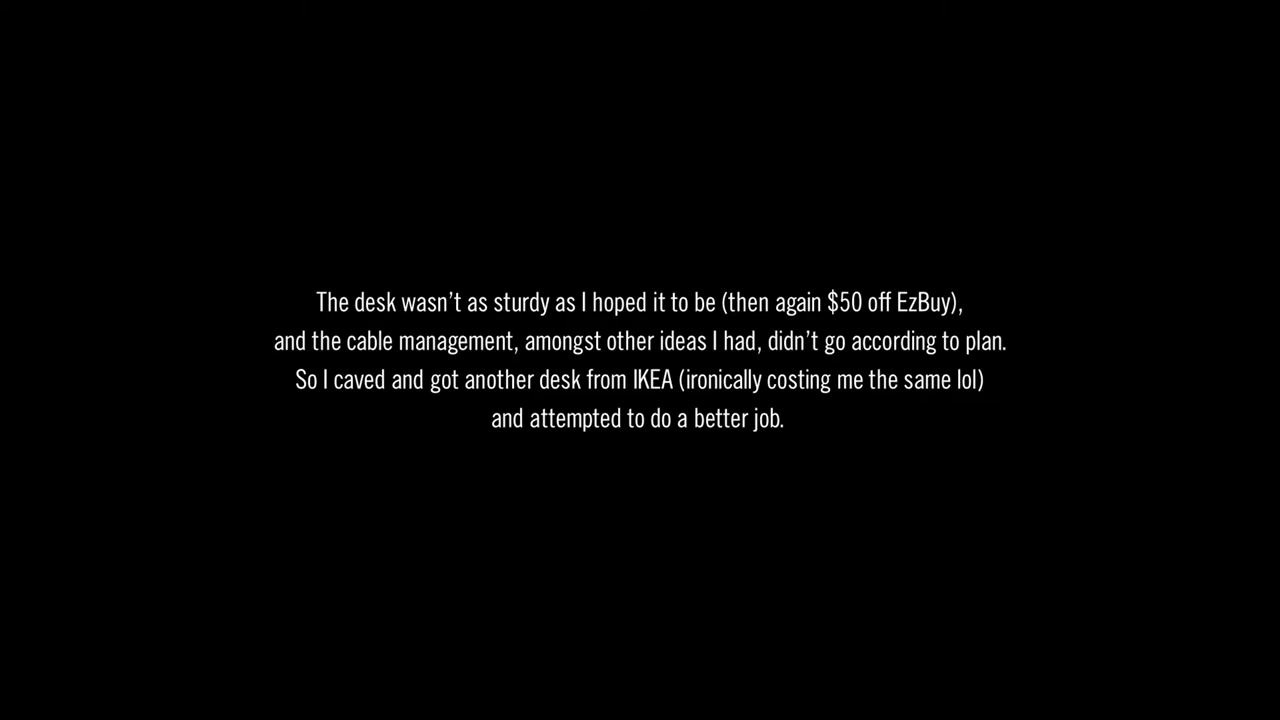 The desk wasn't as sturdy as I hoped it to be (then again $50 off EzBuy),
and the cable management, amongst other ideas I had, didn't go according to plan.
So I caved and got another desk from IKEA (ironically costing me the same lol)
and attempted to do a better job.